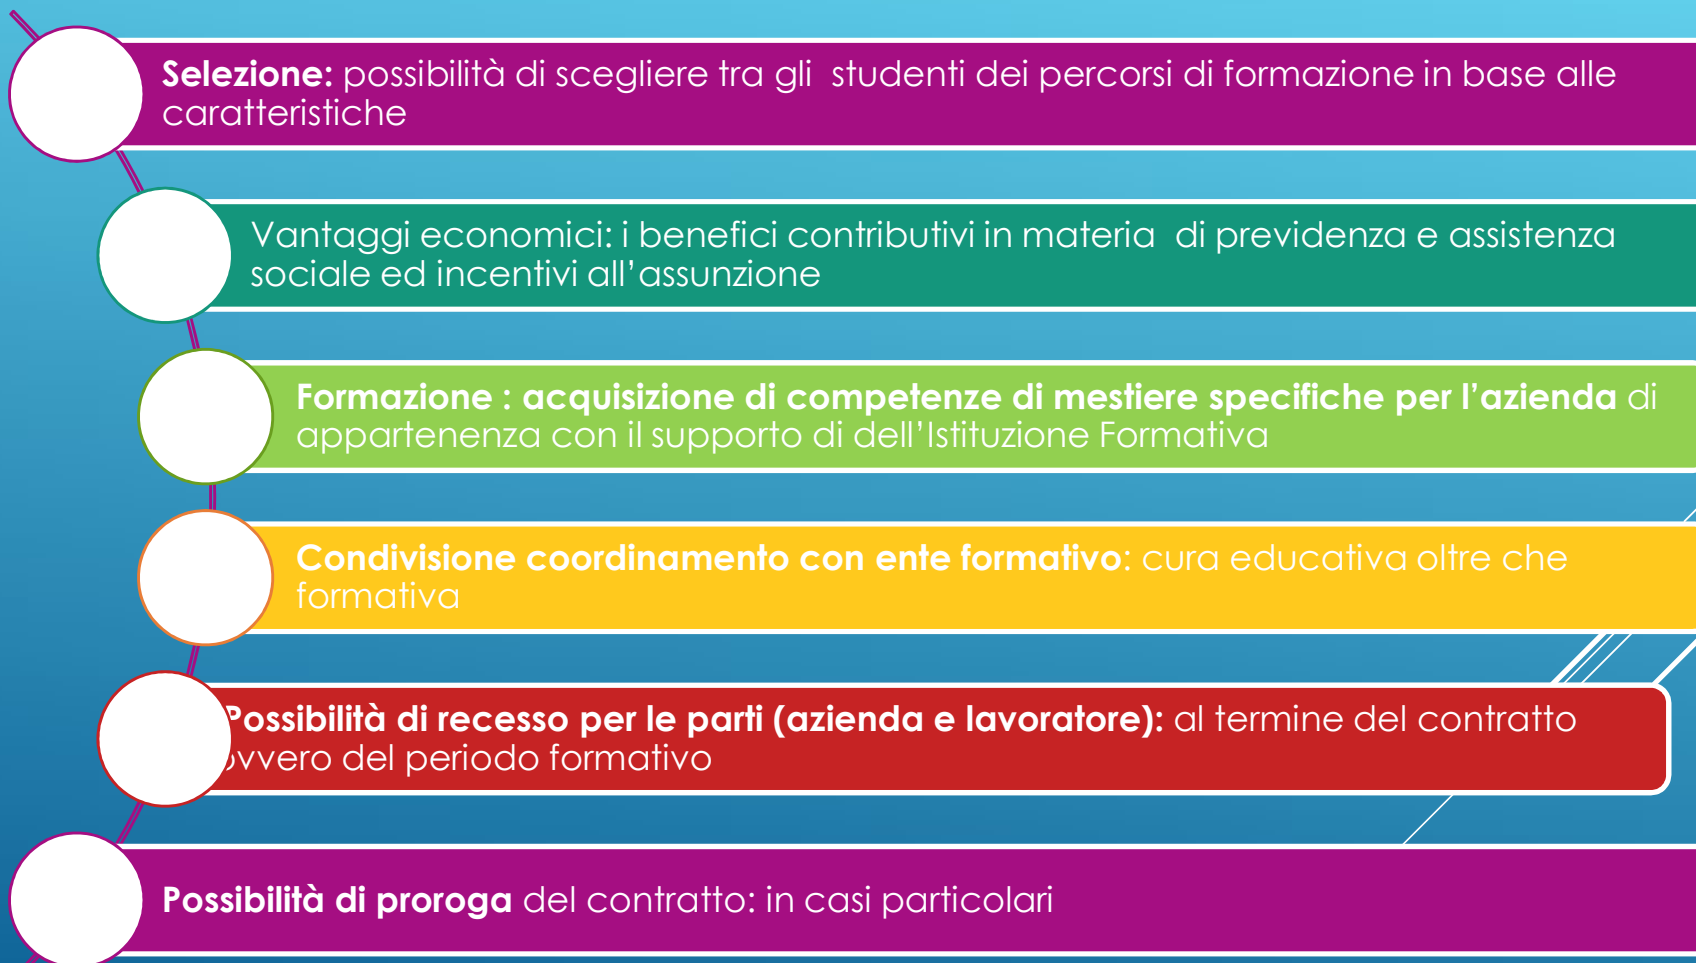 Selezione: possibilità di scegliere tra gli studenti dei percorsi di formazione in base alle
caratteristiche
Vantaggi economici: i benefici contributivi in materia di previdenza e assistenza
sociale ed incentivi all’assunzione
Formazione : acquisizione di competenze di mestiere specifiche per l’azienda di
appartenenza con il supporto di dell’Istituzione Formativa
Condivisione coordinamento con ente formativo: cura educativa oltre che
formativa
Possibilità di recesso per le parti (azienda e lavoratore): al termine del contratto
ovvero del periodo formativo
Possibilità di proroga del contratto: in casi particolari